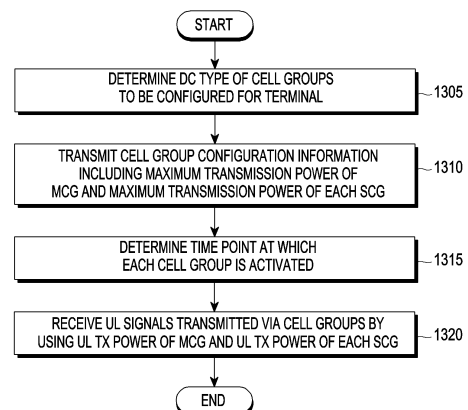 START
DETERMINE DC TYPE OF CELL GROUPS
TO BE CONFIGURED FOR TERMINAL
1305
TRANSMIT CELL GROUP CONFIGURATION INFORMATION
INCLUDING MAXIMUM TRANSMISSION POWER OF
MCG AND MAXIMUM TRANSMISSION POWER OF EACH SCG
1310
DETERMINE TIME POINT AT WHICH
EACH CELL GROUP IS ACTIVATED
1315
RECEIVE UL SIGNALS TRANSMITTED VIA CELL GROUPS BY
USING UL TX POWER OF MCG AND UL TX POWER OF EACH SCG
1320
END